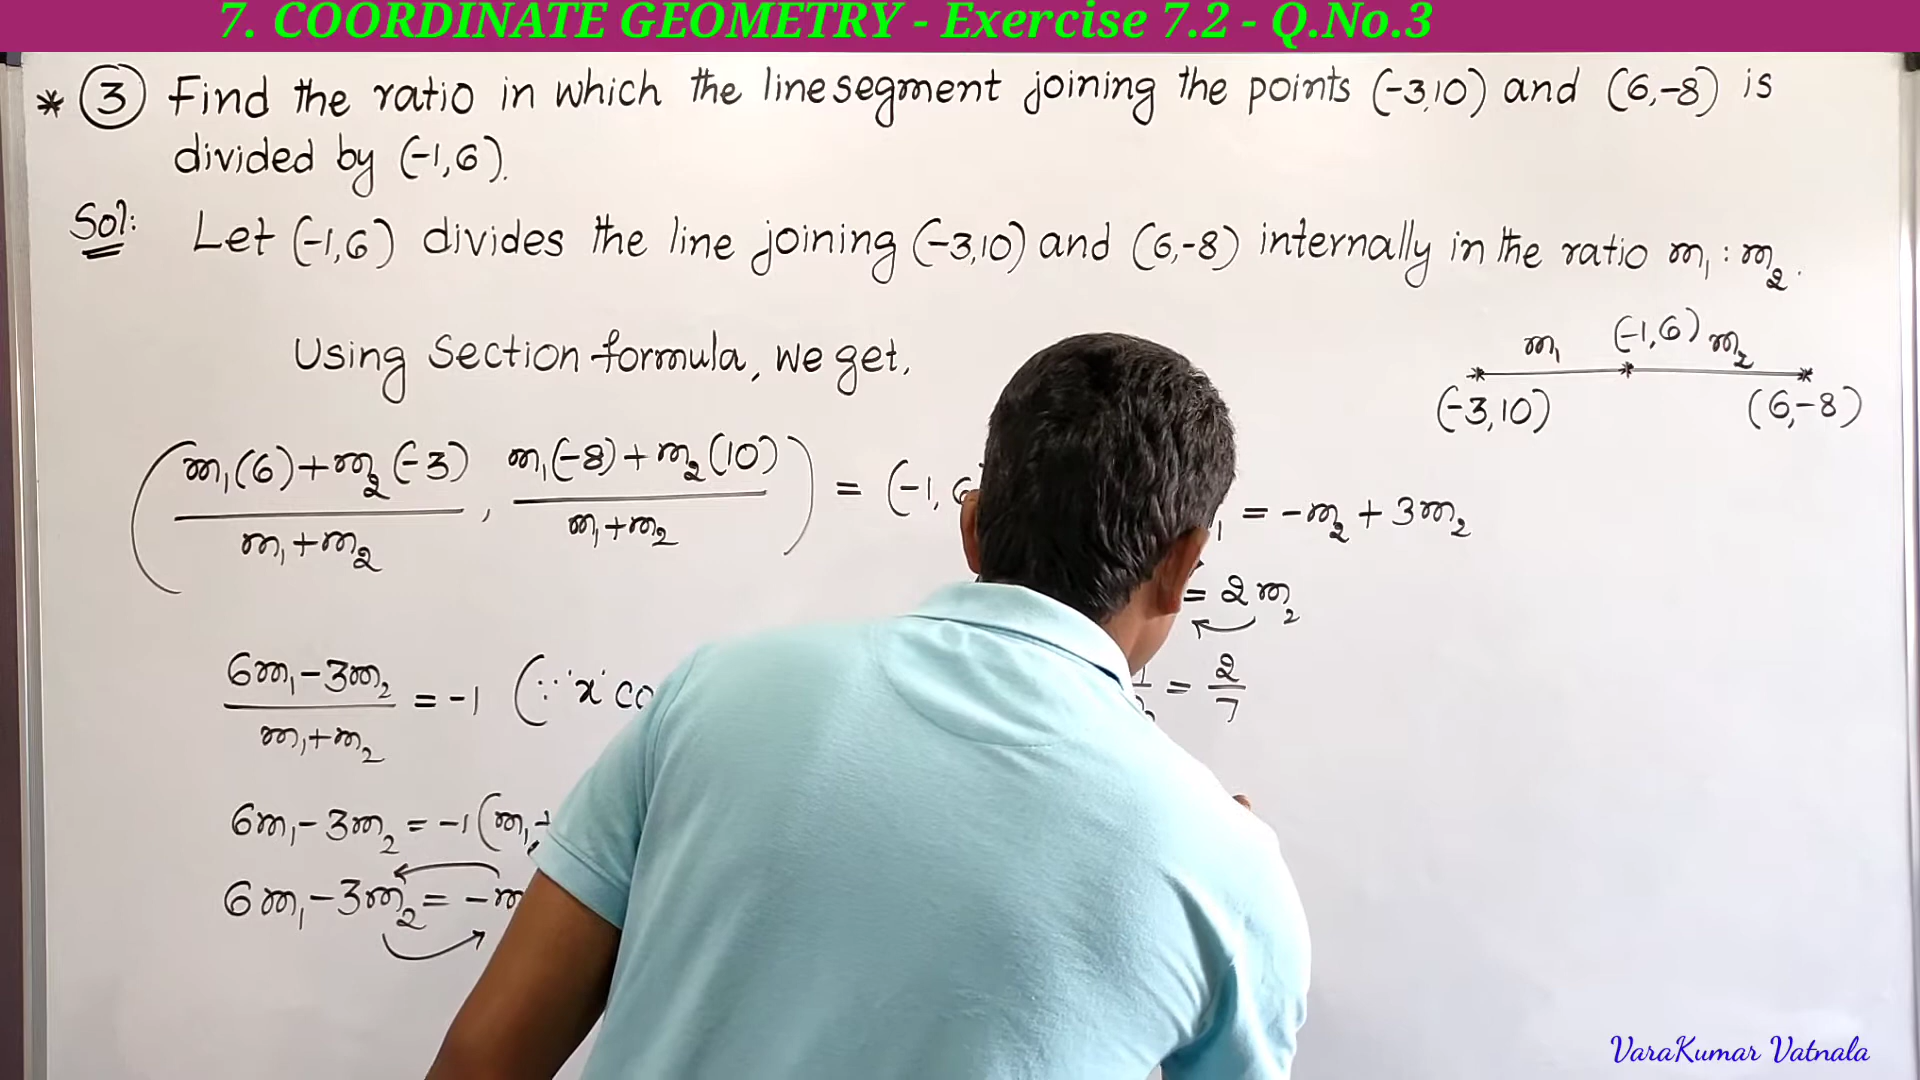 7. COORDINATE GEOMETRY - Exercise 7.2 - Q.No.3
* ③ Find the ratio in which the line segment joining the points (-3,10) and (6,-8) is
divided by (-1,6).
Sol: Let (-1,6) divides the line joining (-3,10) and (6,-8) internally in the ratio m₁ : m₂.
Using Section formula, we get,
m₁ (-1,6) m₂
(-3,10) (6,-8)
(m₁(6)+m₂(-3)/m₁+m₂ , m₁(-8)+m₂(10)/m₁+m₂) = (-1, 6
= -m₂ + 3m₂
= 2m₂
= 2/7
6m₁-3m₂/m₁+m₂ = -1 (∵ 'x' co
6m₁-3m₂ = -1(m₁+
6m₁-3m₂ = -m
VaraKumar Vatnala